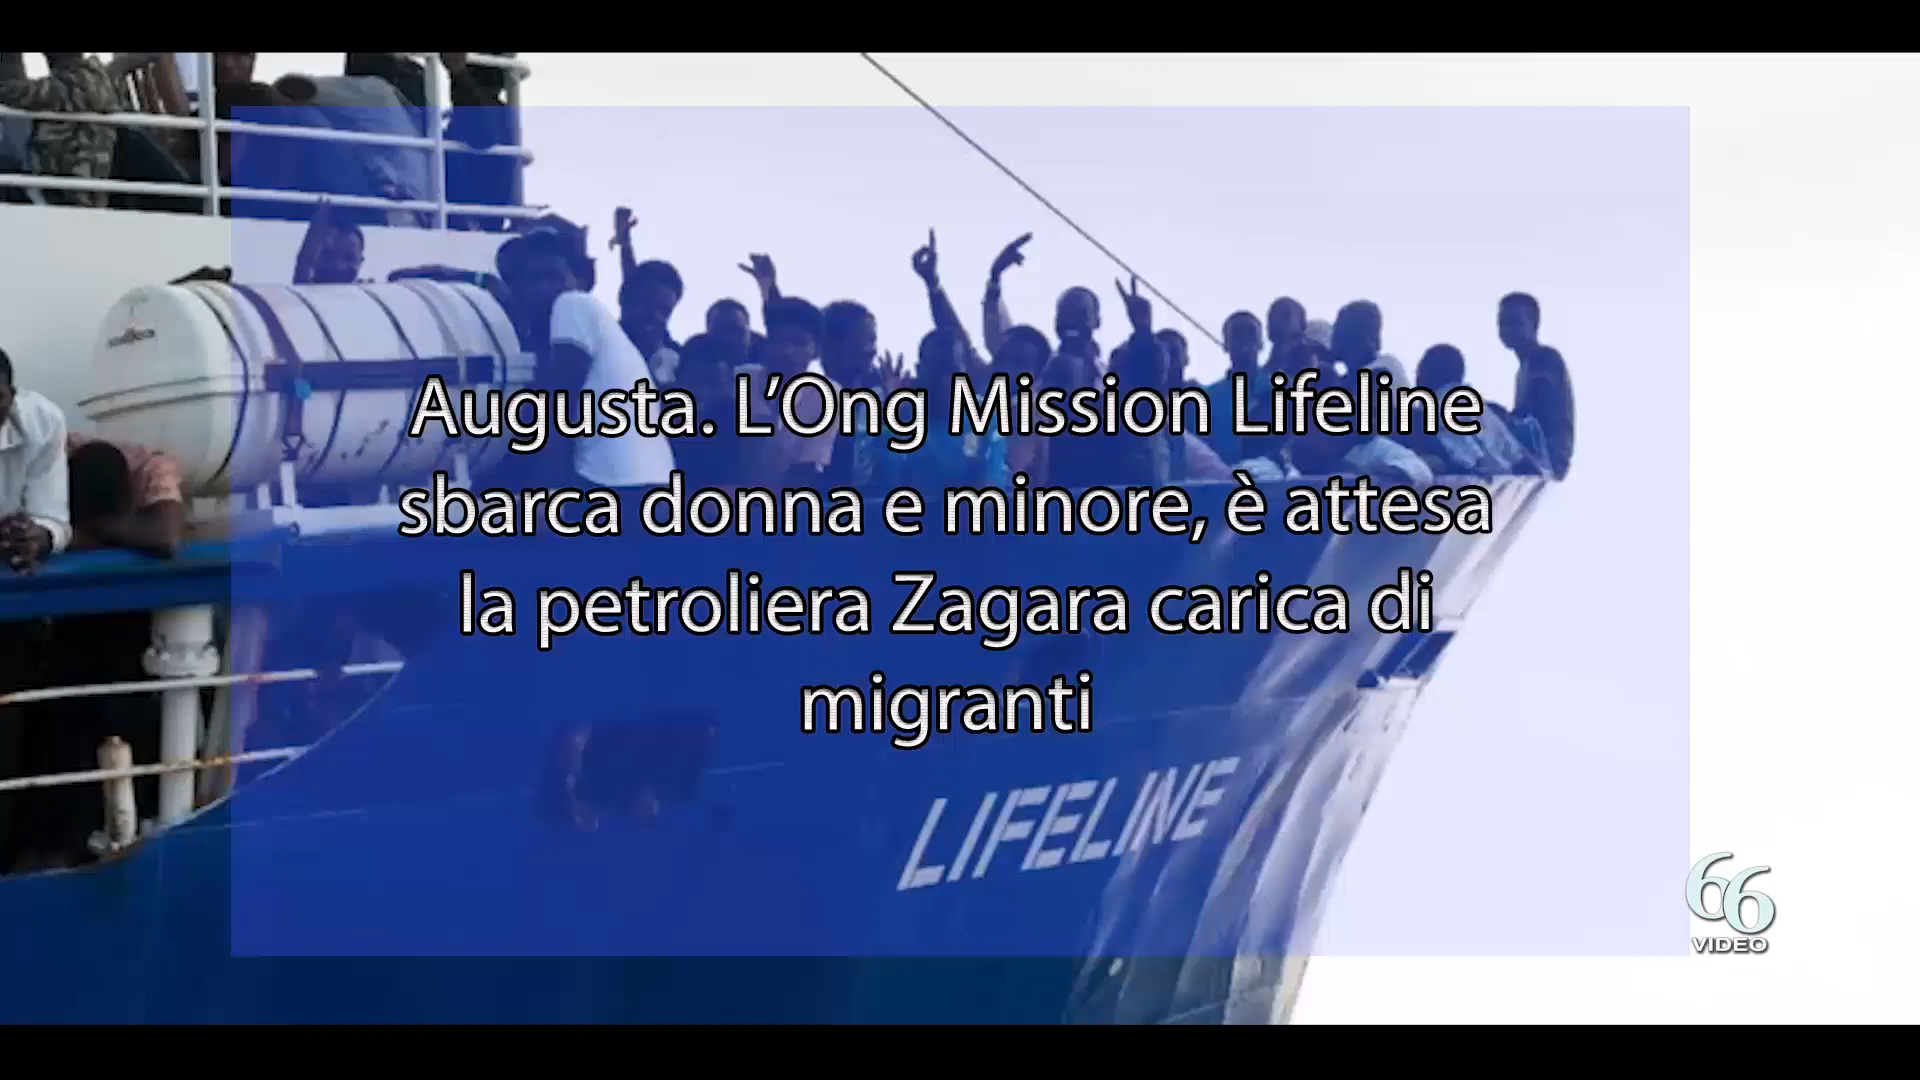 Augusta. L’Ong Mission Lifeline
sbarca donna e minore, è attesa
la petroliera Zagara carica di
migranti
LIFELINE
66
VIDEO